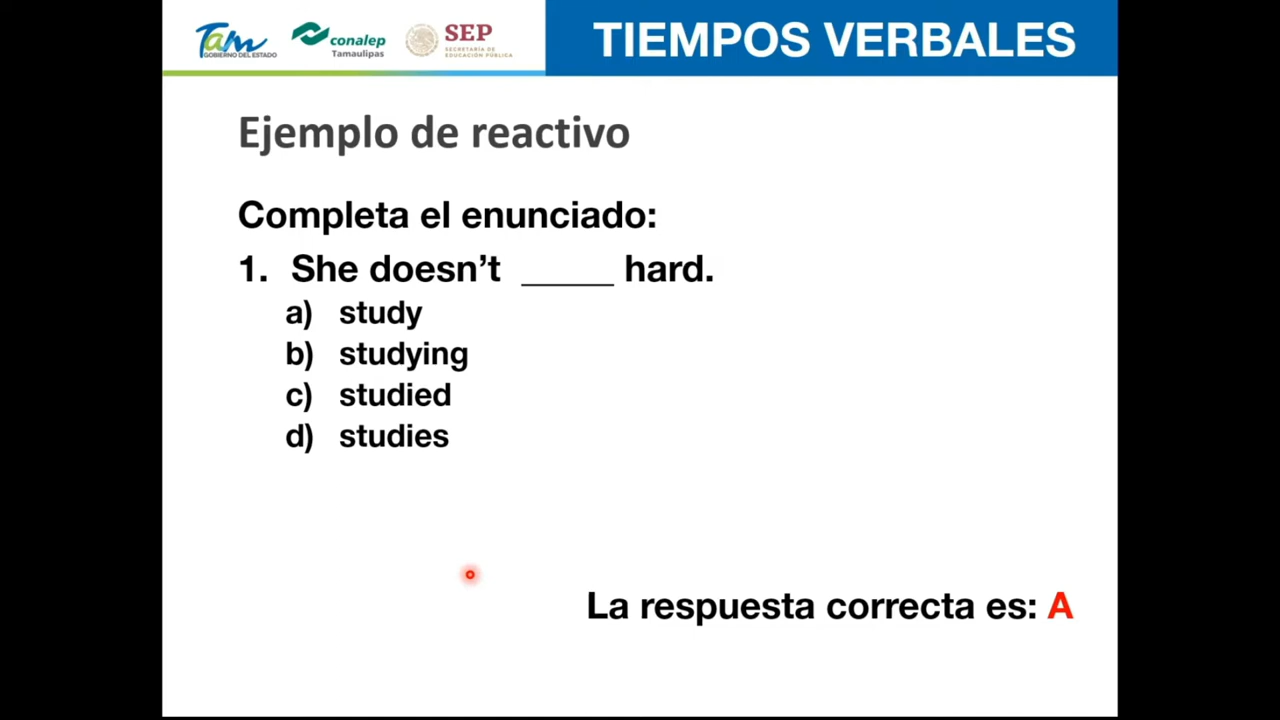 Tam
GOBIERNO DEL ESTADO
conalep
Tamaulipas
SEP
SECRETARÍA DE
EDUCACIÓN PÚBLICA
TIEMPOS VERBALES
Ejemplo de reactivo
Completa el enunciado:
1. She doesn’t _____ hard.
a) study
b) studying
c) studied
d) studies
La respuesta correcta es: A